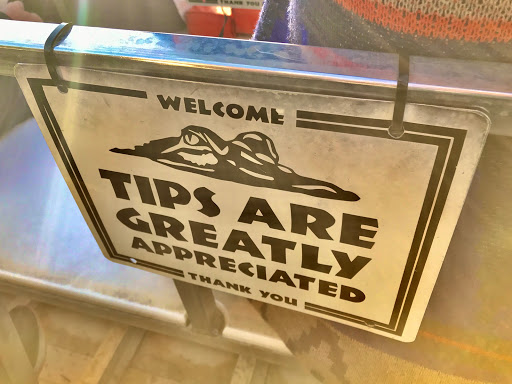 WELCOME
TIPS ARE
GREATLY
APPRECIATED
THANK YOU